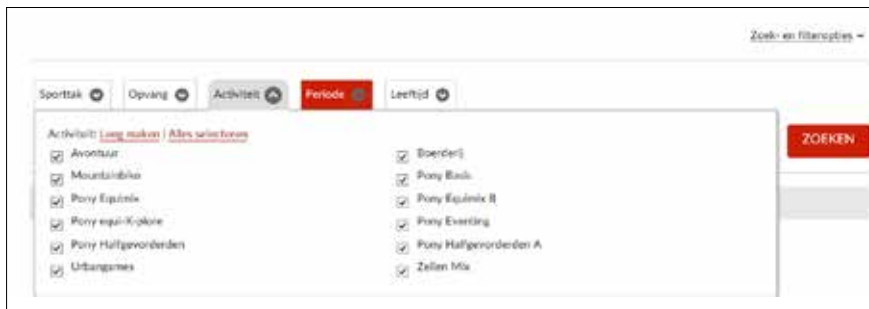 Zoek- en filteropties
Sporttak Opvang Activiteit Periode Leeftijd
Activiteit: Leeg maken | Alles selecteren
ZOEKEN
Avontuur Boerderij
Mountainbike Pony Basis
Pony Equimix Pony Equimix B
Pony equi-X-plore Pony Eventing
Pony Halfgevorderden Pony Halfgevorderden A
Urbangames Zeilen Mix